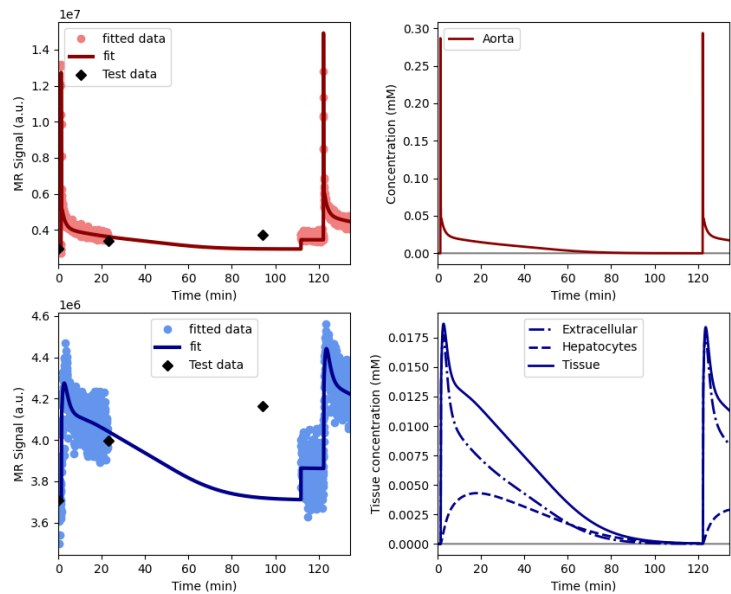 1e7
MR Signal (a.u.)
1.4
1.2
1.0
0.8
0.6
0.4
fitted data
fit
Test data
0 20 40 60 80 100 120
Time (min)
Concentration (mM)
0.30
0.25
0.20
0.15
0.10
0.05
0.00
Aorta
0 20 40 60 80 100 120
Time (min)
1e6
MR Signal (a.u.)
4.6
4.4
4.2
4.0
3.8
3.6
fitted data
fit
Test data
0 20 40 60 80 100 120
Time (min)
Tissue concentration (mM)
0.0175
0.0150
0.0125
0.0100
0.0075
0.0050
0.0025
0.0000
Extracellular
Hepatocytes
Tissue
0 20 40 60 80 100 120
Time (min)